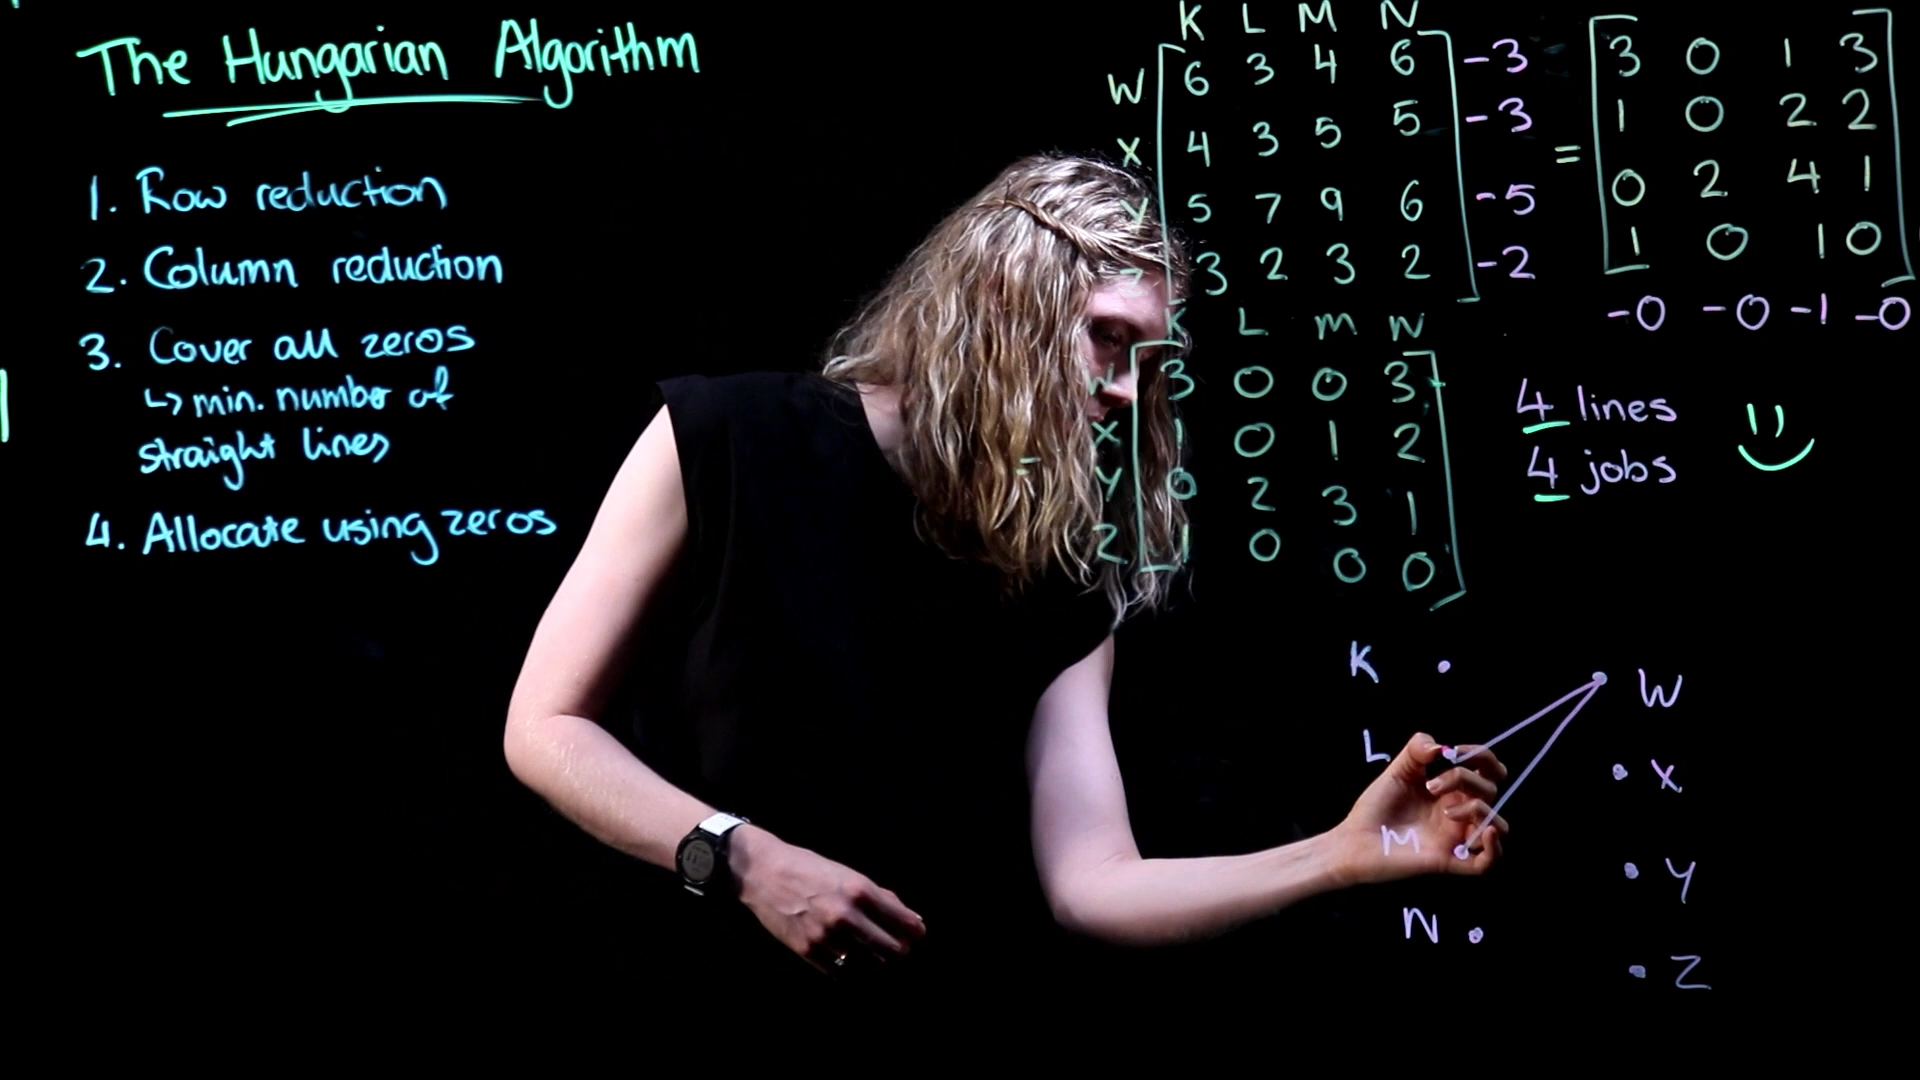 The Hungarian Algorithm
1. Row reduction
2. Column reduction
3. Cover all zeros
↳ min. number of
straight lines
4. Allocate using zeros
K L M N
W 6 3 4 6 -3
X 4 3 5 5 -3
Y 5 7 9 6 -5
Z 3 2 3 2 -2
= 3 0 1 3
1 0 2 2
0 2 4 1
1 0 1 0
-0 -0 -1 -0
K L M N
W 3 0 0 3
X 1 0 1 2
= Y 0 2 3 1
Z 1 0 0 0
4 lines
4 jobs
K W
L X
M Y
N Z